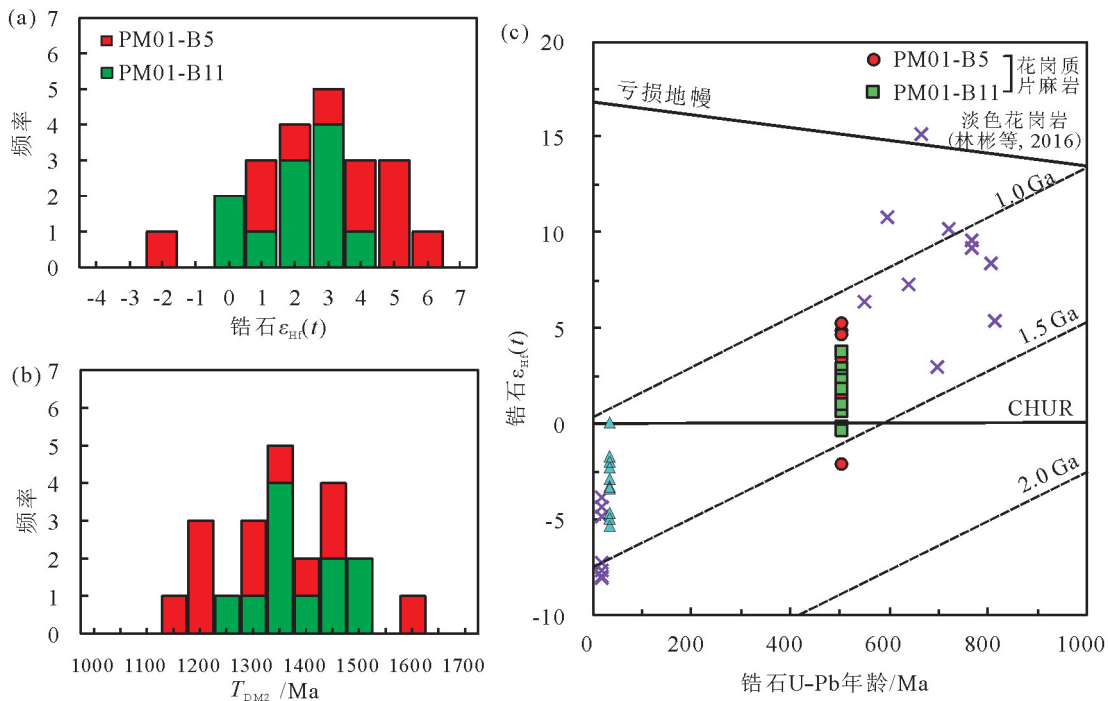 (a)
7
6
5
4
3
2
1
0
频率
PM01-B5
PM01-B11
-4 -3 -2 -1 0 1 2 3 4 5 6 7
锆石εHf(t)
(b)
7
6
5
4
3
2
1
0
频率
1000 1100 1200 1300 1400 1500 1600 1700
TDM2 /Ma
(c)
20
15
10
5
0
-5
-10
锆石εHf(t)
PM01-B5
PM01-B11
花岗质
片麻岩
亏损地幔
淡色花岗岩
(林彬等, 2016)
1.0 Ga
1.5 Ga
CHUR
2.0 Ga
0 200 400 600 800 1000
锆石U-Pb年龄/Ma